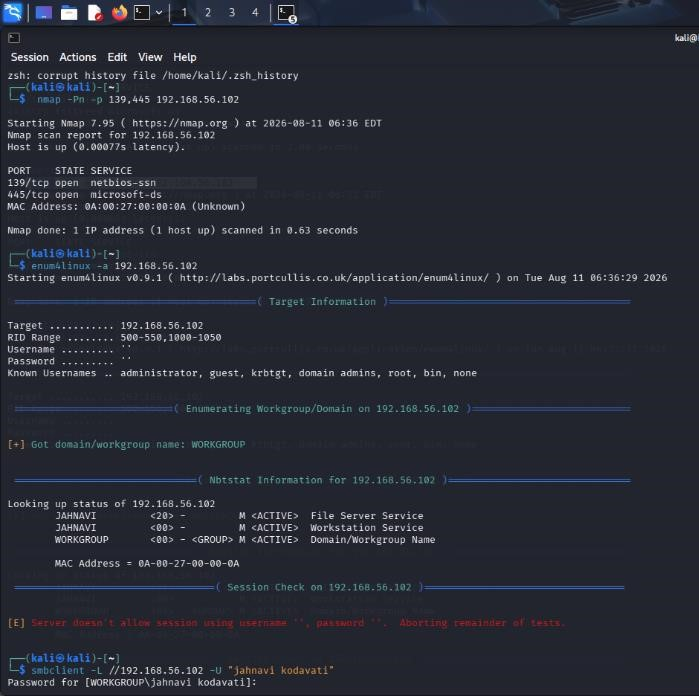 1 2 3 4 5
kali@
Session Actions Edit View Help
zsh: corrupt history file /home/kali/.zsh_history
┌──(kali㉿kali)-[~]
└─$ nmap -Pn -p 139,445 192.168.56.102
Starting Nmap 7.95 ( https://nmap.org ) at 2026-08-11 06:36 EDT
Nmap scan report for 192.168.56.102
Host is up (0.00077s latency).
PORT STATE SERVICE
139/tcp open netbios-ssn
445/tcp open microsoft-ds
MAC Address: 0A:00:27:00:00:0A (Unknown)
Nmap done: 1 IP address (1 host up) scanned in 0.63 seconds
┌──(kali㉿kali)-[~]
└─$ enum4linux -a 192.168.56.102
Starting enum4linux v0.9.1 ( http://labs.portcullis.co.uk/application/enum4linux/ ) on Tue Aug 11 06:36:29 2026
( Target Information )
Target ........... 192.168.56.102
RID Range ........ 500-550,1000-1050
Username ......... ''
Password ......... ''
Known Usernames .. administrator, guest, krbtgt, domain admins, root, bin, none
( Enumerating Workgroup/Domain on 192.168.56.102 )
[+] Got domain/workgroup name: WORKGROUP
( Nbtstat Information for 192.168.56.102 )
Looking up status of 192.168.56.102
JAHNAVI <20> - M <ACTIVE> File Server Service
JAHNAVI <00> - M <ACTIVE> Workstation Service
WORKGROUP <00> - <GROUP> M <ACTIVE> Domain/Workgroup Name
MAC Address = 0A-00-27-00-00-0A
( Session Check on 192.168.56.102 )
[E] Server doesn't allow session using username '', password ''. Aborting remainder of tests.
┌──(kali㉿kali)-[~]
└─$ smbclient -L //192.168.56.102 -U "jahnavi kodavati"
Password for [WORKGROUP\jahnavi kodavati]: